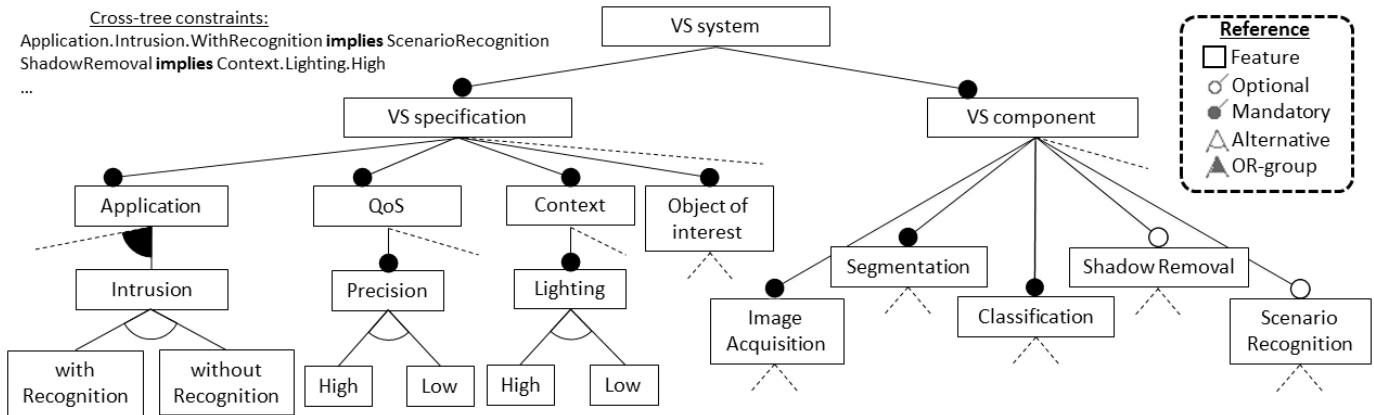 Cross-tree constraints:
Application.Intrusion.WithRecognition implies ScenarioRecognition
ShadowRemoval implies Context.Lighting.High
...
VS system
Reference
Feature
Optional
Mandatory
Alternative
OR-group
VS specification
VS component
Application
QoS
Context
Object of
interest
Segmentation
Shadow Removal
Intrusion
Precision
Lighting
Image
Acquisition
Classification
Scenario
Recognition
with
Recognition
without
Recognition
High
Low
High
Low